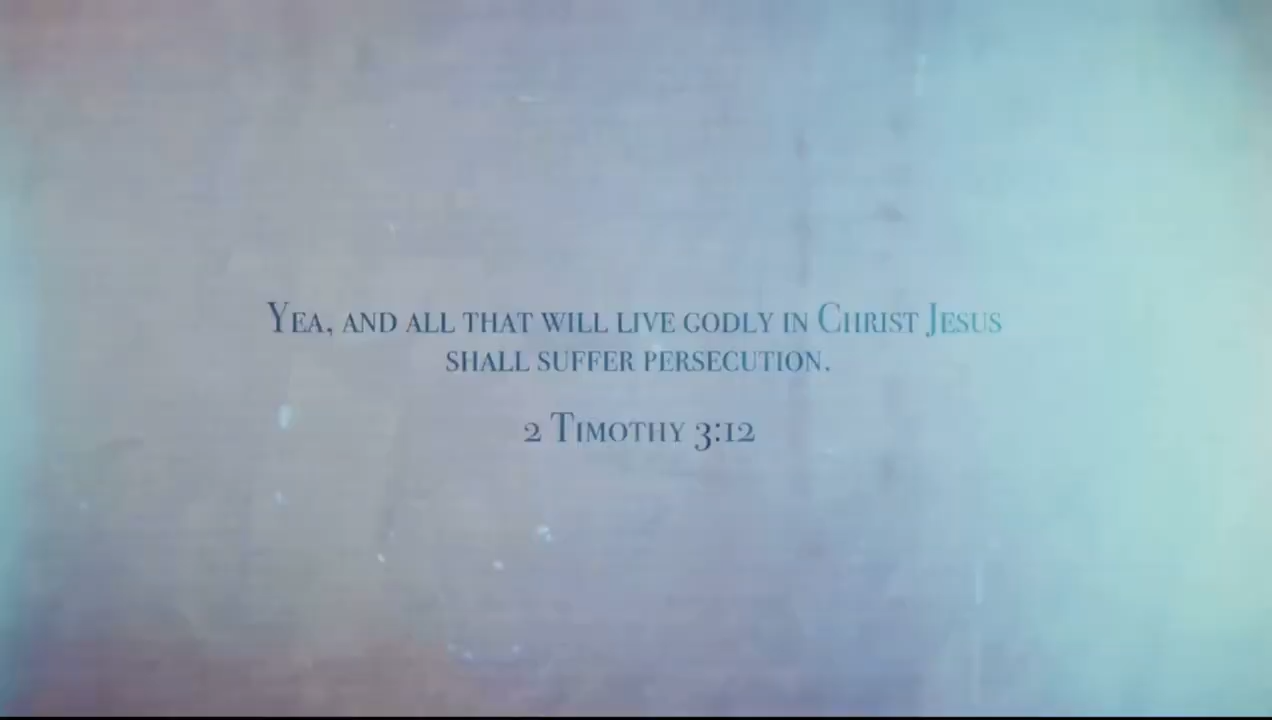 Yea, and all that will live godly in Christ Jesus
shall suffer persecution.
2 Timothy 3:12